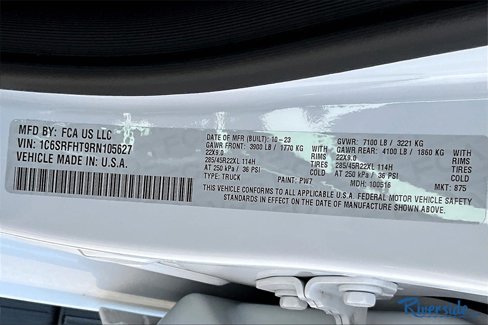 MFD BY: FCA US LLC
VIN: 1C6SRFHT9RN105627
VEHICLE MADE IN: U.S.A.
DATE OF MFR (BUILT): 10-23
GAWR FRONT: 3900 LB / 1770 KG WITH
22X9.0 RIMS
285/45R22XL 114H TIRES
AT 250 kPa / 36 PSI COLD
TYPE: TRUCK PAINT: PW7
GVWR: 7100 LB / 3221 KG
GAWR REAR: 4100 LB / 1860 KG WITH
22X9.0 RIMS
285/45R22XL 114H TIRES
AT 250 kPa / 36 PSI COLD
MDH: 100516 MKT: 875
THIS VEHICLE CONFORMS TO ALL APPLICABLE U.S.A. FEDERAL MOTOR VEHICLE SAFETY
STANDARDS IN EFFECT ON THE DATE OF MANUFACTURE SHOWN ABOVE.
Riverside